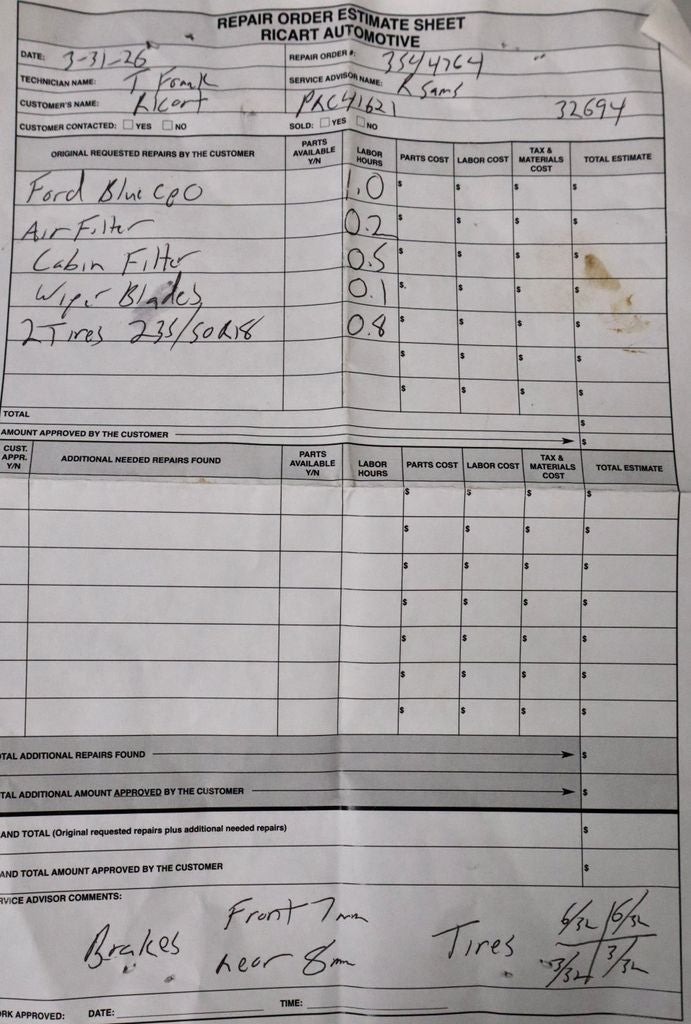 REPAIR ORDER ESTIMATE SHEET
RICART AUTOMOTIVE
DATE: 3-31-26 REPAIR ORDER #: 3544764
TECHNICIAN NAME: T Frank SERVICE ADVISOR NAME: R Sams
CUSTOMER'S NAME: Ricart PRC41621 32694
CUSTOMER CONTACTED: YES NO SOLD: YES NO
ORIGINAL REQUESTED REPAIRS BY THE CUSTOMER PARTS AVAILABLE Y/N LABOR HOURS PARTS COST LABOR COST TAX & MATERIALS COST TOTAL ESTIMATE
Ford Blue CPO 1.0 $ $ $ $
Air Filter 0.2 $ $ $ $
Cabin Filter 0.5 $ $ $ $
Wiper Blades 0.1 $ $ $ $
2 Tires 235/50R18 0.8 $ $ $ $
$ $ $ $
$ $ $ $
TOTAL $
AMOUNT APPROVED BY THE CUSTOMER $
CUST. APPR. Y/N ADDITIONAL NEEDED REPAIRS FOUND PARTS AVAILABLE Y/N LABOR HOURS PARTS COST LABOR COST TAX & MATERIALS COST TOTAL ESTIMATE
$ $ $ $
$ $ $ $
$ $ $ $
$ $ $ $
$ $ $ $
$ $ $ $
$ $ $ $
TAL ADDITIONAL REPAIRS FOUND $
TAL ADDITIONAL AMOUNT APPROVED BY THE CUSTOMER $
AND TOTAL (Original requested repairs plus additional needed repairs) $
AND TOTAL AMOUNT APPROVED BY THE CUSTOMER $
RVICE ADVISOR COMMENTS:
Brakes Front 7mm Tires 6/32 6/32
Rear 8mm 3/32 3/32
RK APPROVED: DATE: TIME: